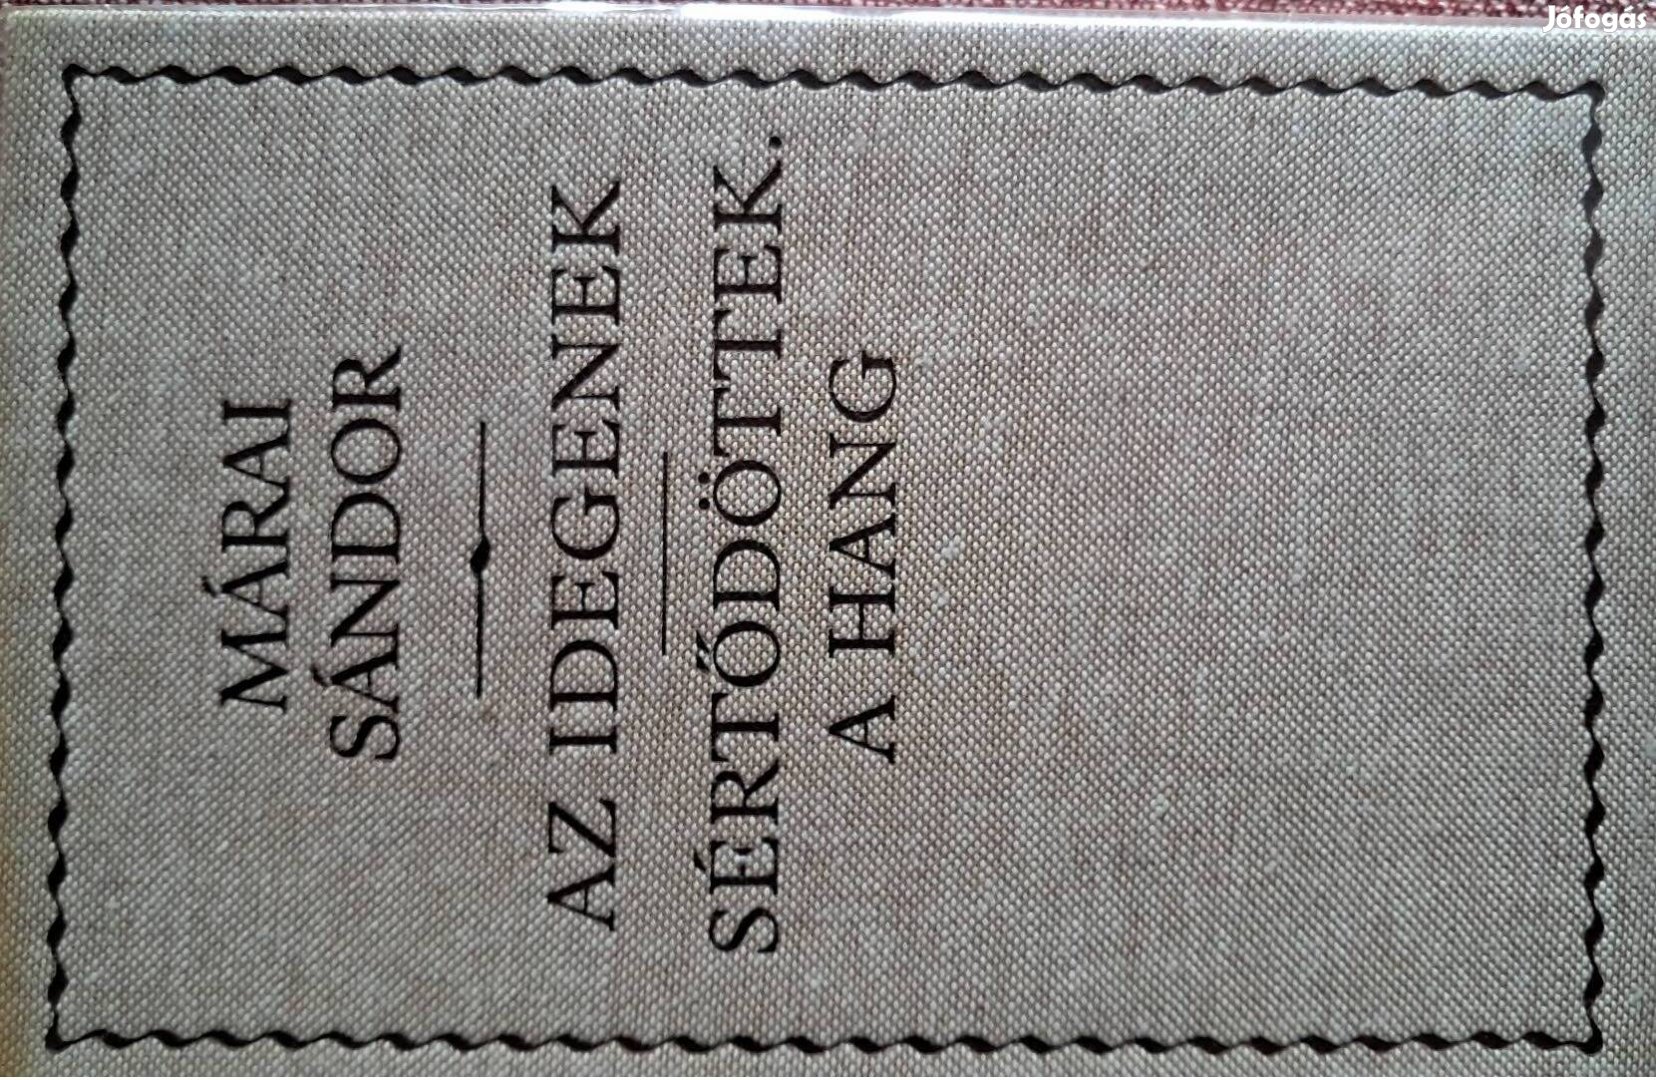 Jófogás
MÁRAI
SÁNDOR
AZ IDEGENEK
SÉRTŐDÖTTEK.
A HANG